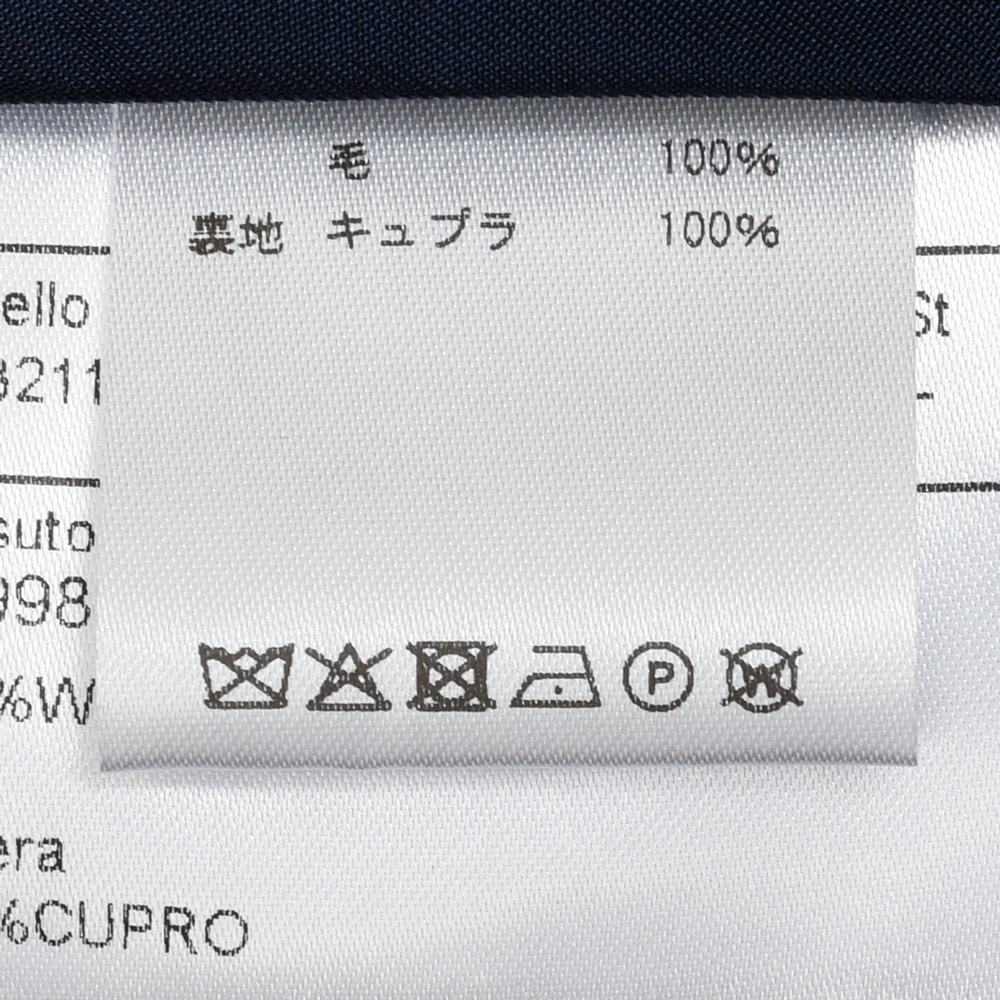 毛 100%
裏地 キュプラ 100%
ello
St
3211
-
suto
998
%W
P
W
era
%CUPRO